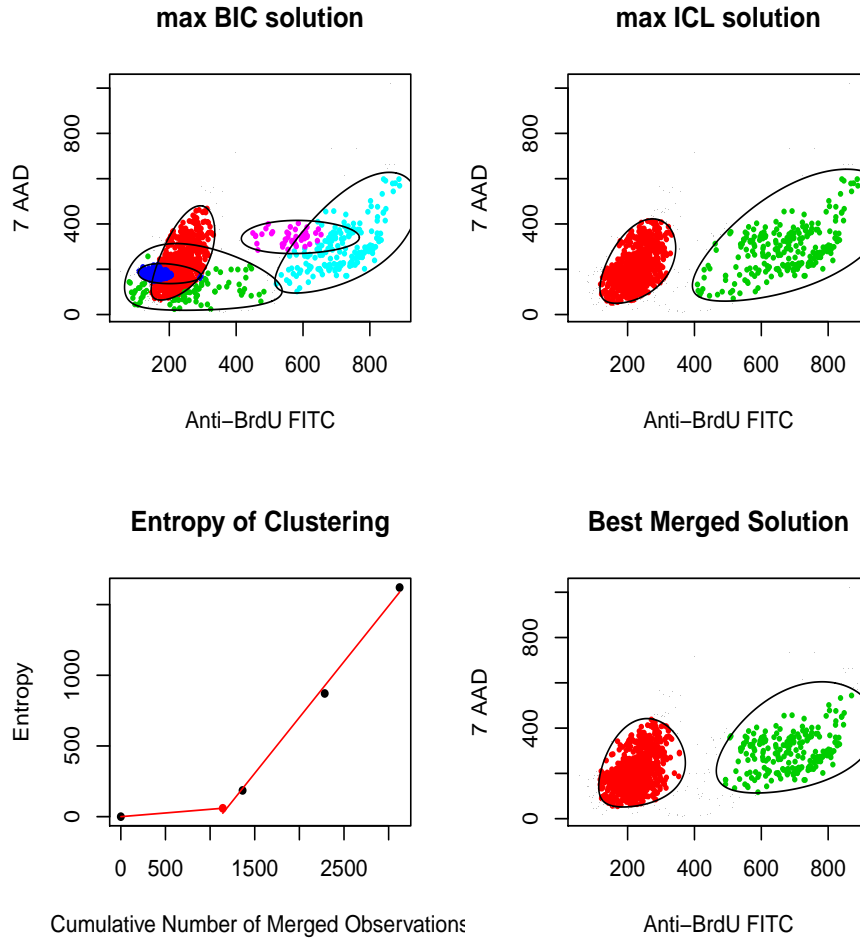 max BIC solution
7 AAD
0 400 800
200 400 600 800
Anti−BrdU FITC
max ICL solution
7 AAD
0 400 800
200 400 600 800
Anti−BrdU FITC
Entropy of Clustering
Entropy
0 500 1000
0 500 1500 2500
Cumulative Number of Merged Observations
Best Merged Solution
7 AAD
0 400 800
200 400 600 800
Anti−BrdU FITC